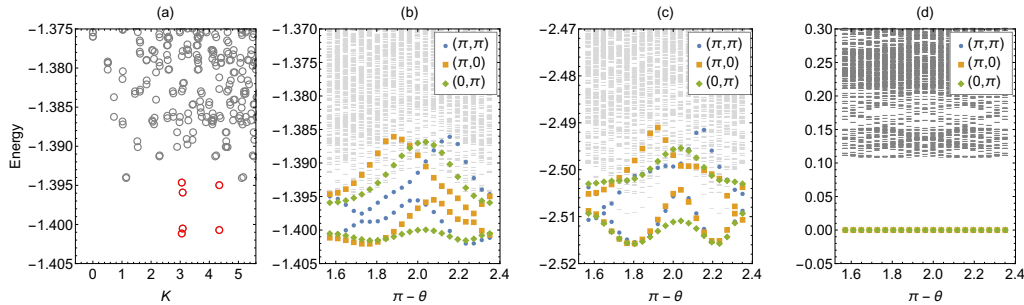 (a)
(b)
(c)
(d)
Energy
-1.375
-1.380
-1.385
-1.390
-1.395
-1.400
-1.405
0 1 2 3 4 5
K
-1.370
-1.375
-1.380
-1.385
-1.390
-1.395
-1.400
-1.405
(π,π)
(π,0)
(0,π)
1.6 1.8 2.0 2.2 2.4
π - θ
-2.47
-2.48
-2.49
-2.50
-2.51
-2.52
(π,π)
(π,0)
(0,π)
1.6 1.8 2.0 2.2 2.4
π - θ
0.30
0.25
0.20
0.15
0.10
0.05
0.00
-0.05
(π,π)
(π,0)
(0,π)
1.6 1.8 2.0 2.2 2.4
π - θ